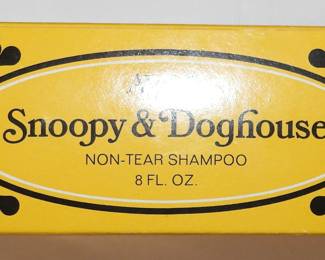 Snoopy & Doghouse
NON-TEAR SHAMPOO
8 FL. OZ.